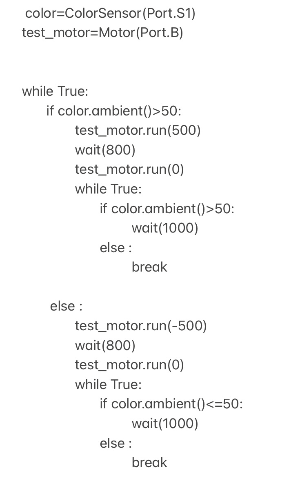 color=ColorSensor(Port.S1)
test_motor=Motor(Port.B)
while True:
if color.ambient()>50:
test_motor.run(500)
wait(800)
test_motor.run(0)
while True:
if color.ambient()>50:
wait(1000)
else :
break
else :
test_motor.run(-500)
wait(800)
test_motor.run(0)
while True:
if color.ambient()<=50:
wait(1000)
else :
break